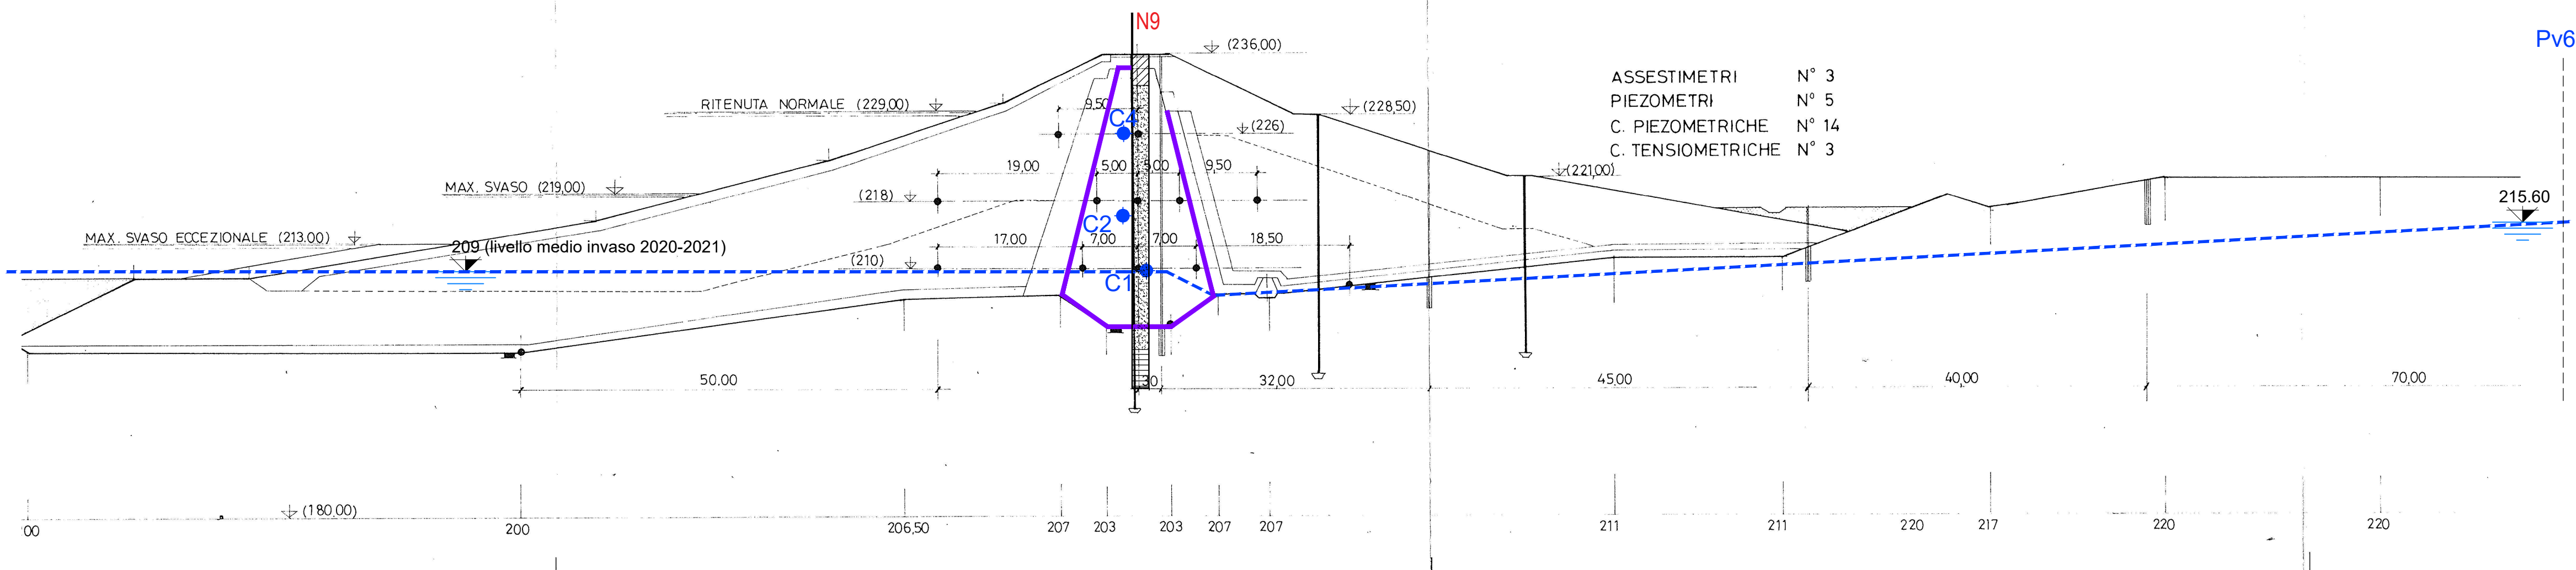 N9
(236,00)
Pv6
ASSESTIMETRI N° 3
PIEZOMETRI N° 5
C. PIEZOMETRICHE N° 14
C. TENSIOMETRICHE N° 3
RITENUTA NORMALE (229,00)
9,50
(228,50)
C4
(226)
19,00
5,00
5,00
9,50
(221,00)
MAX. SVASO (219,00)
(218)
215.60
C2
MAX. SVASO ECCEZIONALE (213.00)
209 (livello medio invaso 2020-2021)
17,00
7,00
7,00
18,50
(210)
C1
50.00
32,00
45,00
40,00
70,00
(180,00)
00
200
206,50
207
203
203
207
207
211
211
220
217
220
220